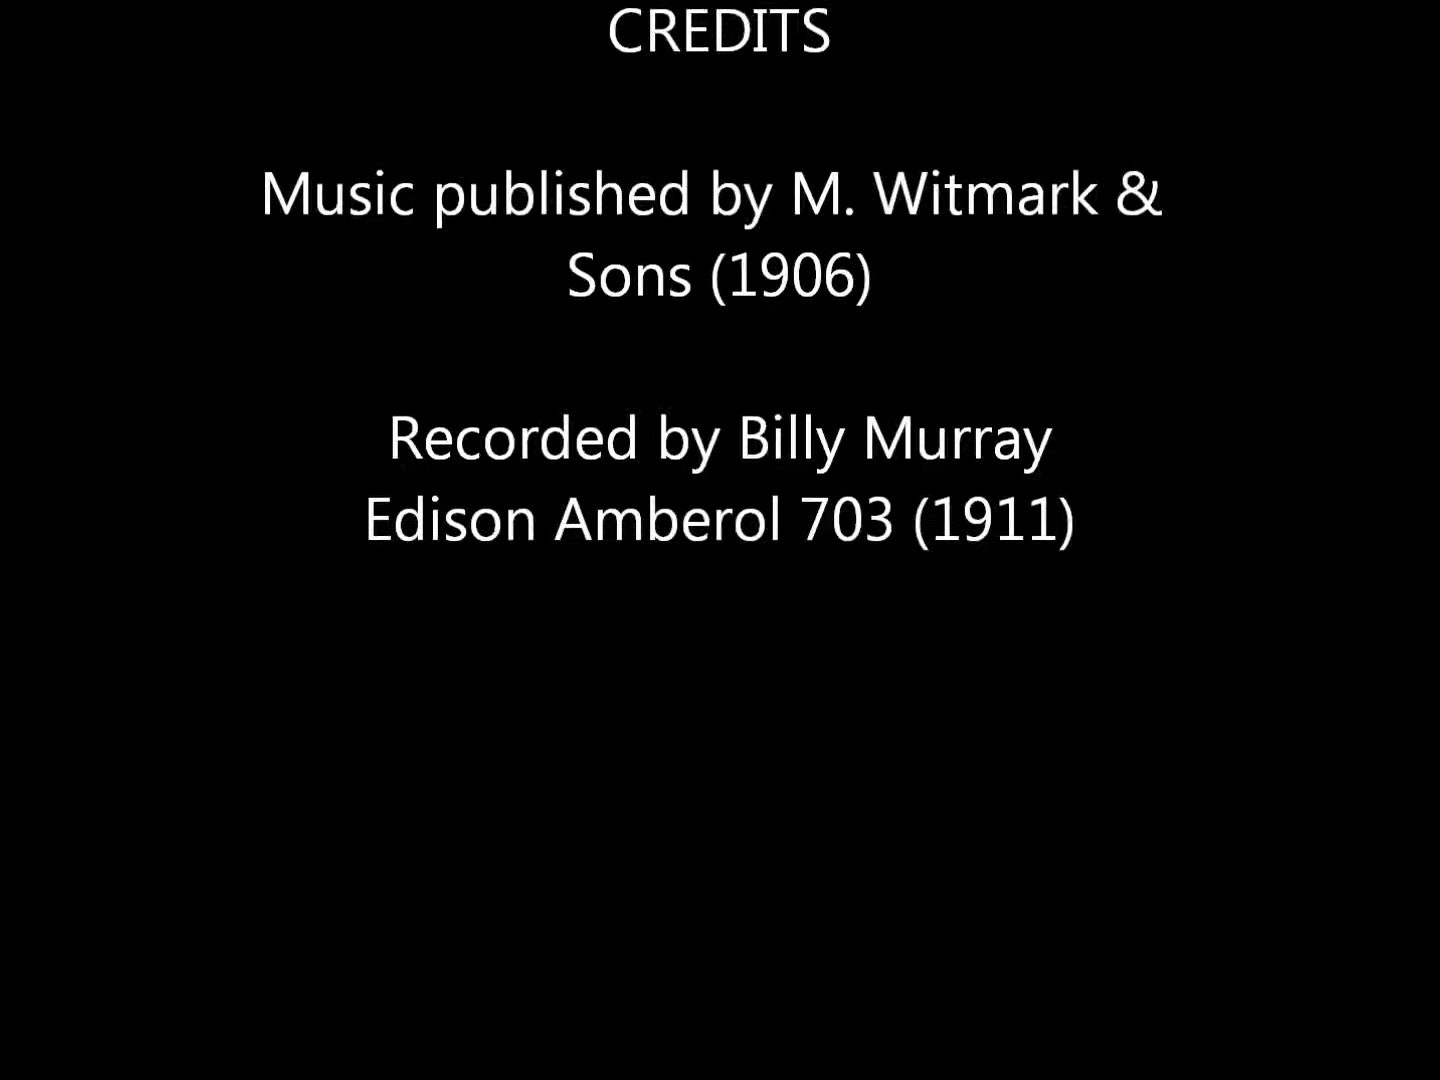 CREDITS
Music published by M. Witmark &
Sons (1906)
Recorded by Billy Murray
Edison Amberol 703 (1911)